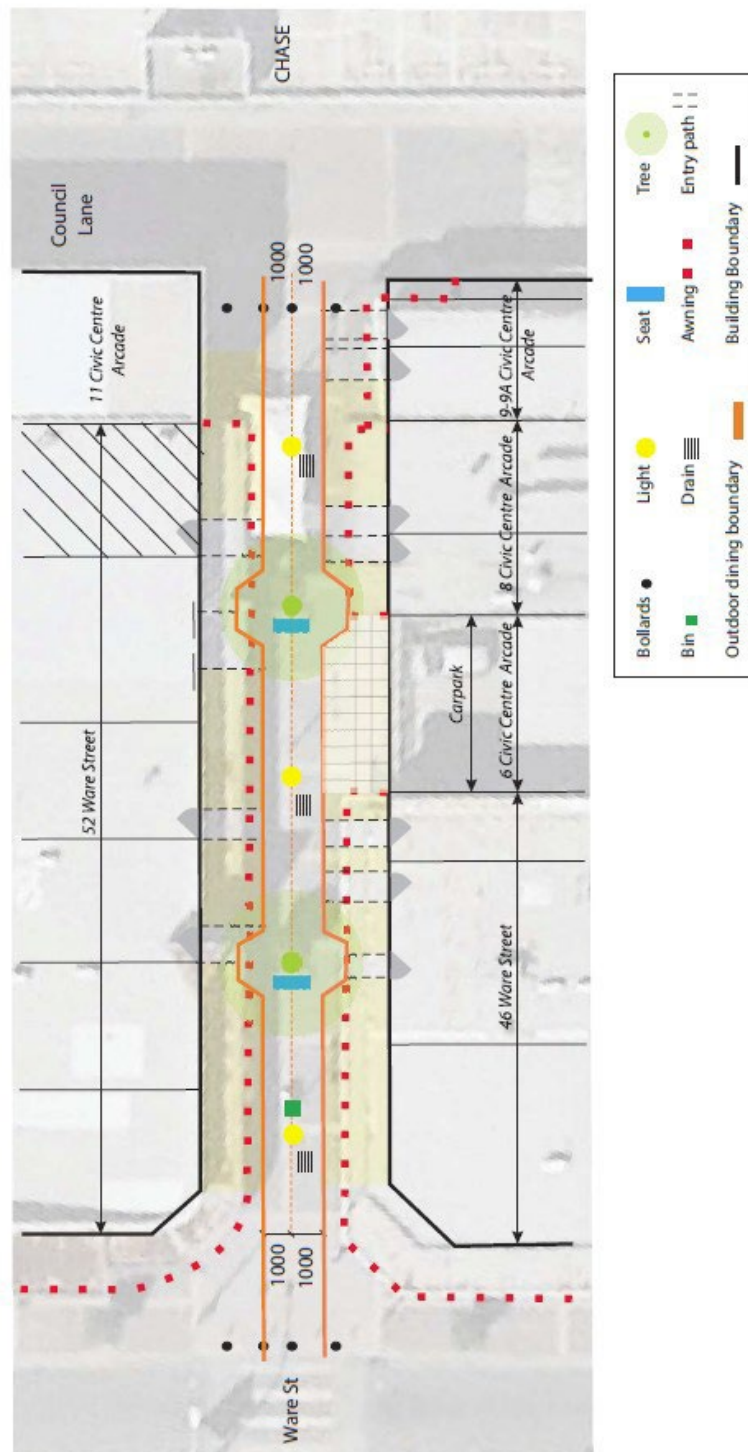 Ware St
1000
1000
52 Ware Street
11 Civic Centre
Arcade
Council
Lane
CHASE
1000
1000
46 Ware Street
Carpark
6 Civic Centre Arcade
8 Civic Centre Arcade
9-9A Civic Centre
Arcade
Bollards
Light
Seat
Tree
Bin
Drain
Awning
Entry path
Outdoor dining boundary
Building Boundary